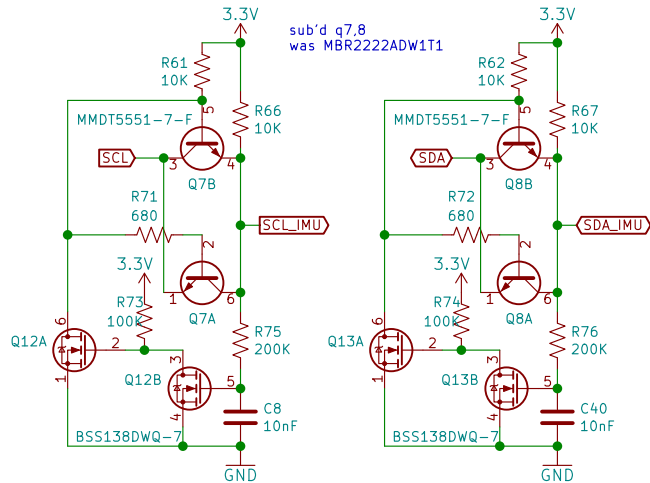 3.3V
sub'd q7,8
was MBR2222ADW1T1
3.3V
R61
10K
R66
10K
5
MMDT5551-7-F
SCL
3
4
Q7B
R71
680
2
SCL_IMU
3.3V
1
6
Q7A
R73
100K
6
Q12A
2
1
R75
200K
3
Q12B
5
4
C8
10nF
BSS138DWQ-7
GND
R62
10K
R67
10K
5
MMDT5551-7-F
SDA
3
4
Q8B
R72
680
2
SDA_IMU
3.3V
1
6
Q8A
R74
100K
6
Q13A
2
1
R76
200K
3
Q13B
5
4
C40
10nF
BSS138DWQ-7
GND